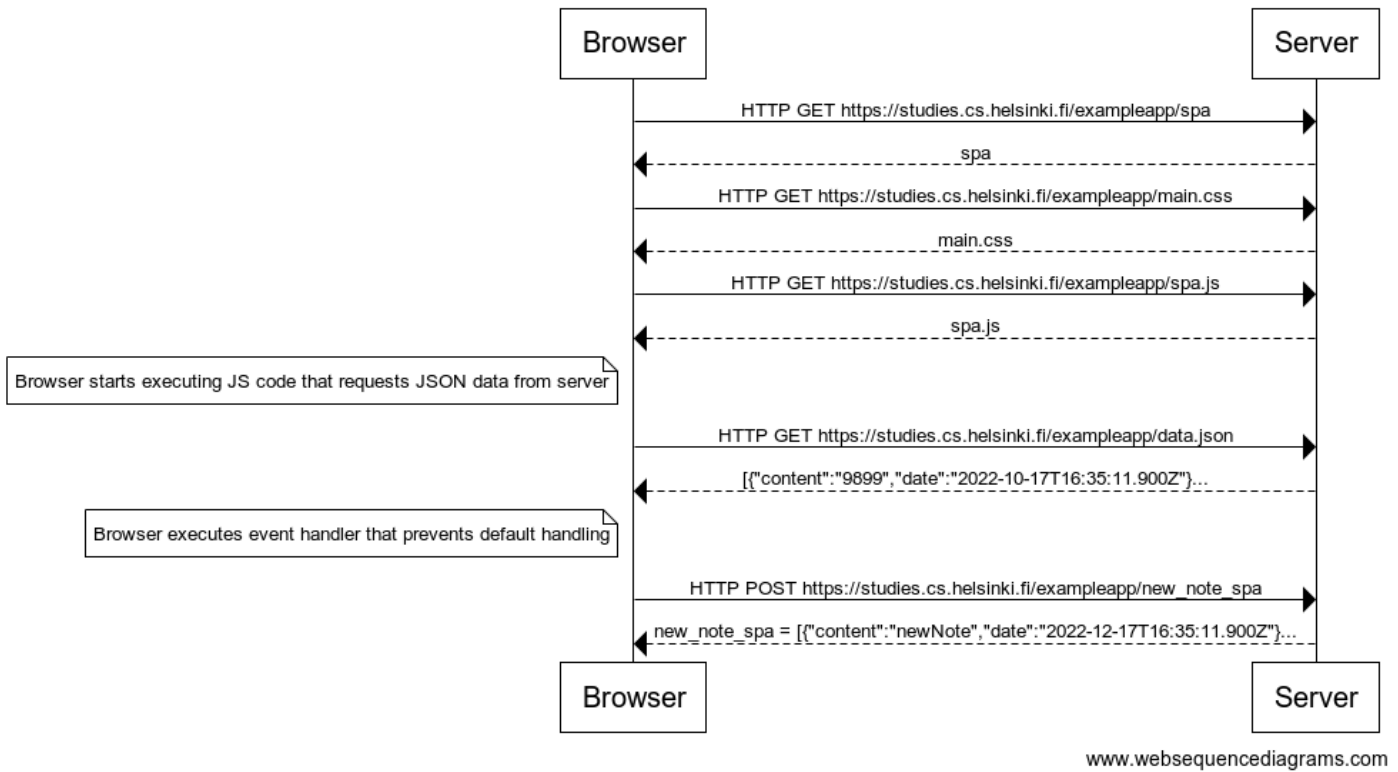 Browser
Server
HTTP GET https://studies.cs.helsinki.fi/exampleapp/spa
spa
HTTP GET https://studies.cs.helsinki.fi/exampleapp/main.css
main.css
HTTP GET https://studies.cs.helsinki.fi/exampleapp/spa.js
spa.js
Browser starts executing JS code that requests JSON data from server
HTTP GET https://studies.cs.helsinki.fi/exampleapp/data.json
[{"content":"9899","date":"2022-10-17T16:35:11.900Z"}...
Browser executes event handler that prevents default handling
HTTP POST https://studies.cs.helsinki.fi/exampleapp/new_note_spa
new_note_spa = [{"content":"newNote","date":"2022-12-17T16:35:11.900Z"}...
Browser
Server
www.websequencediagrams.com